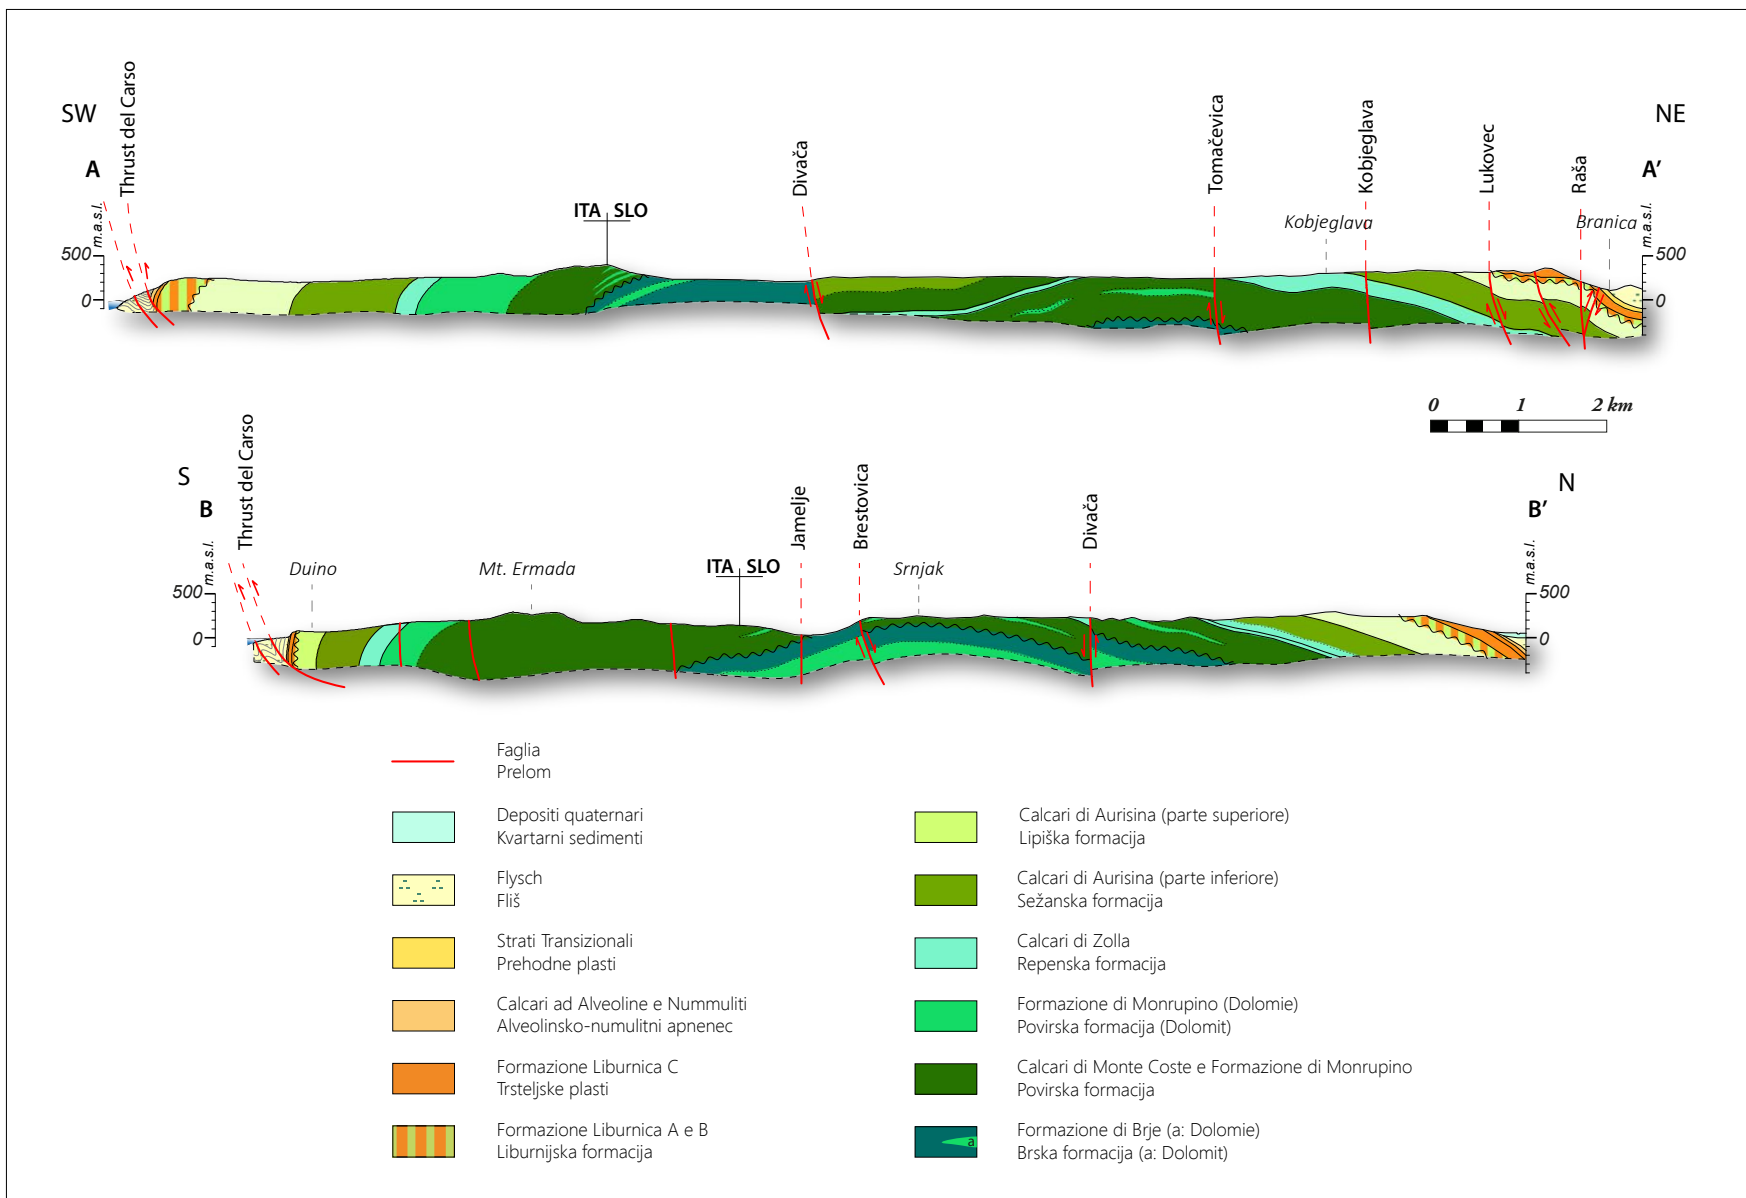 SW
NE
A
A’
Thrust del Carso
Divača
Tomačevica
Kobjeglava
Lukovec
Raša
ITA SLO
Kobjeglava
Branica
m.a.s.l.
500
0
m.a.s.l.
500
0
0 1 2 km
S
N
B
B’
Thrust del Carso
Jamelje
Brestovica
Divača
Duino
Mt. Ermada
ITA SLO
Srnjak
m.a.s.l.
500
0
m.a.s.l.
500
0
Faglia
Prelom
Depositi quaternari
Kvartarni sedimenti
Flysch
Fliš
Strati Transizionali
Prehodne plasti
Calcari ad Alveoline e Nummuliti
Alveolinsko-numulitni apnenec
Formazione Liburnica C
Trsteljske plasti
Formazione Liburnica A e B
Liburnijska formacija
Calcari di Aurisina (parte superiore)
Lipiška formacija
Calcari di Aurisina (parte inferiore)
Sežanska formacija
Calcari di Zolla
Repenska formacija
Formazione di Monrupino (Dolomie)
Povirska formacija (Dolomit)
Calcari di Monte Coste e Formazione di Monrupino
Povirska formacija
a
Formazione di Brje (a: Dolomie)
Brska formacija (a: Dolomit)